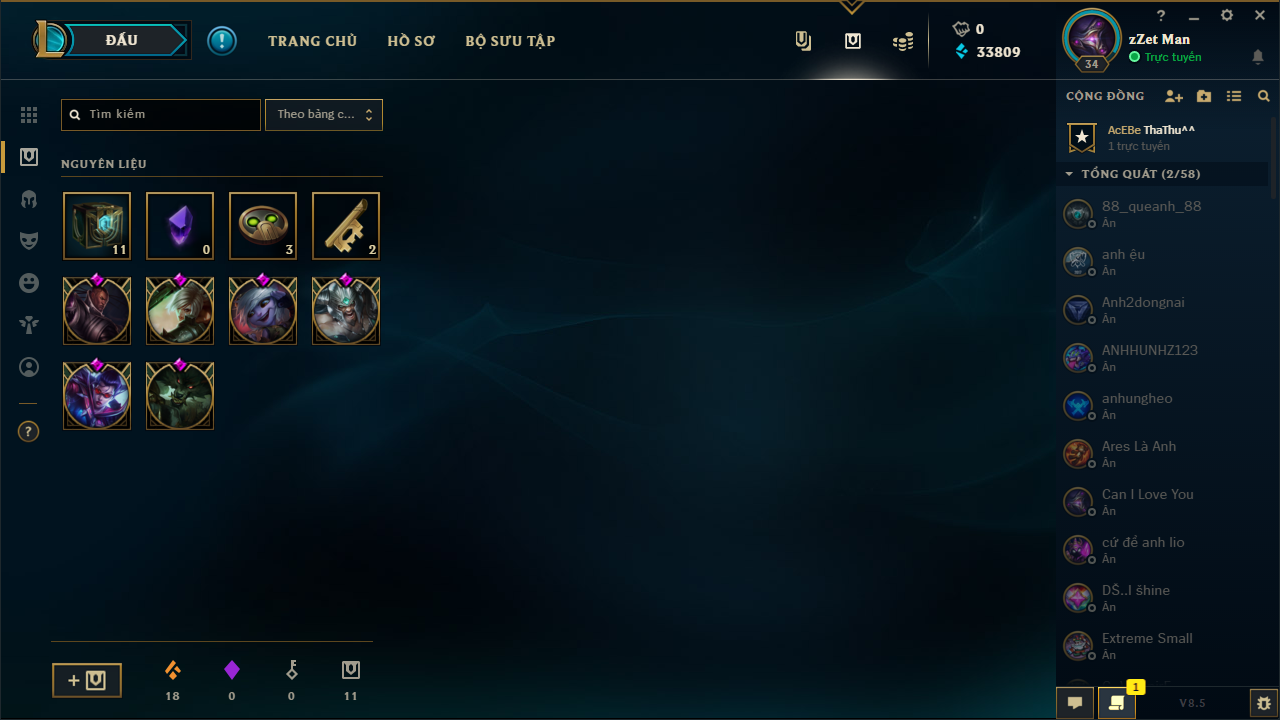 ĐẤU
TRANG CHỦ
HỒ SƠ
BỘ SƯU TẬP
0
33809
?
zZet Man
Trực tuyến
34
Tìm kiếm
Theo bảng c...
NGUYÊN LIỆU
11
0
3
2
?
18
0
0
11
CỘNG ĐỒNG
AcEBe ThaThu^^
1 trực tuyến
TỔNG QUÁT (2/58)
88_queanh_88
Ẩn
anh ệu
Ẩn
Anh2dongnai
Ẩn
ANHHUNHZ123
Ẩn
anhungheo
Ẩn
Ares Là Anh
Ẩn
Can I Love You
Ẩn
cứ để anh lio
Ẩn
DŠ..I šhine
Ẩn
Extreme Small
Ẩn
1
V8.5